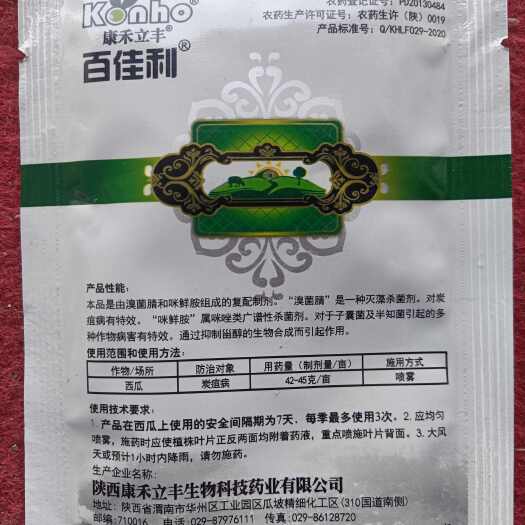 Konho®
康禾立丰®
百佳利®
农药登记证号：PD20130484
农药生产许可证号：农药生许（陕）0019
产品标准号：Q/KHLF029-2020
产品性能：
本品是由溴菌腈和咪鲜胺组成的复配制剂。“溴菌腈”是一种灭藻杀菌剂。对炭
疽病有特效。“咪鲜胺”属咪唑类广谱性杀菌剂。对于子囊菌及半知菌引起的多
种作物病害有特效。通过抑制甾醇的生物合成而引起作用。
使用范围和使用方法：
作物/场所 防治对象 用药量（制剂量/亩） 施用方式
西瓜 炭疽病 42-45克/亩 喷雾
使用技术要求：
1.产品在西瓜上使用的安全间隔期为7天，每季最多使用3次。2.应均匀
喷雾，施药时应使植株叶片正反两面均附着药液，重点喷施叶片背面。3.大风
天或预计1小时内降雨，请勿施药。
生产企业名称：
陕西康禾立丰生物科技药业有限公司
地址：陕西省渭南市华州区工业园区瓜坡精细化工区(310国道南侧)
邮编:710016 电话:029-87976111 传真:029-86128720